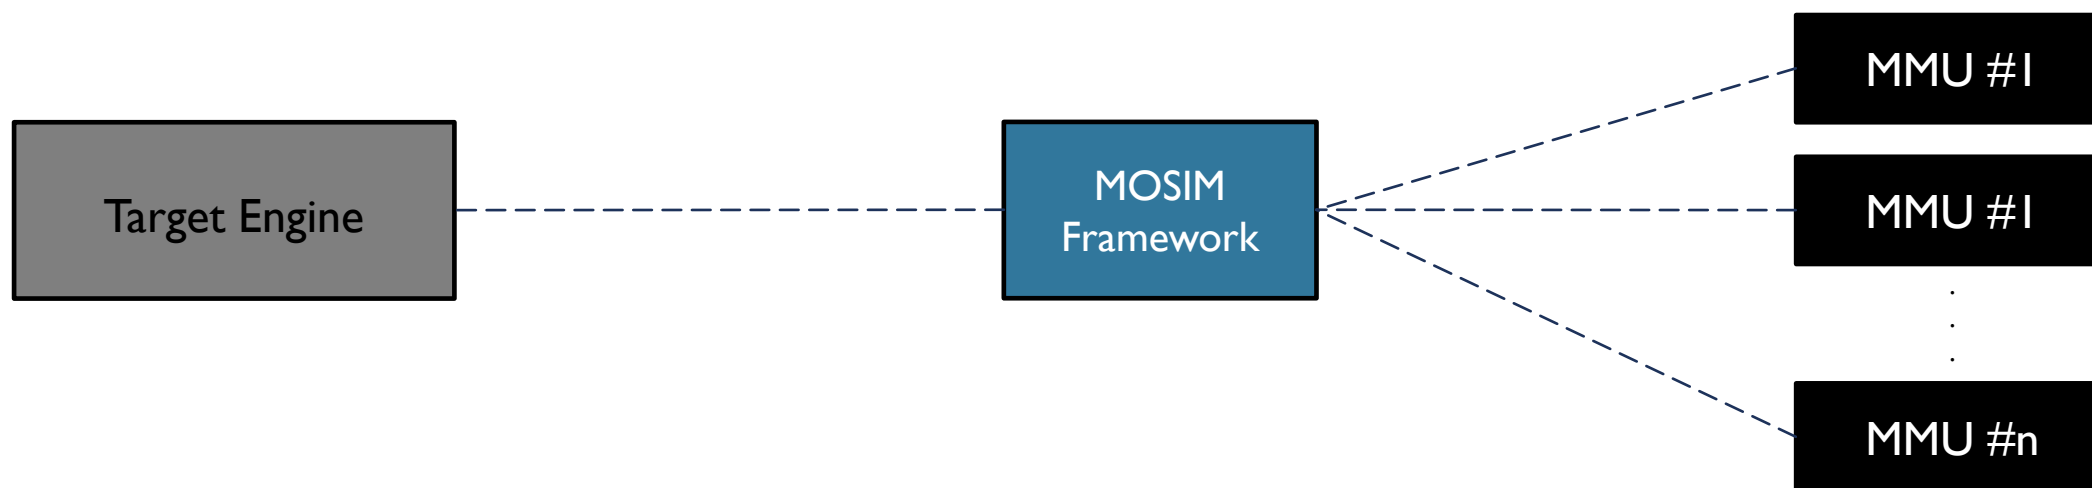 Target Engine
MOSIM
Framework
MMU #1
MMU #1
.
.
.
MMU #n